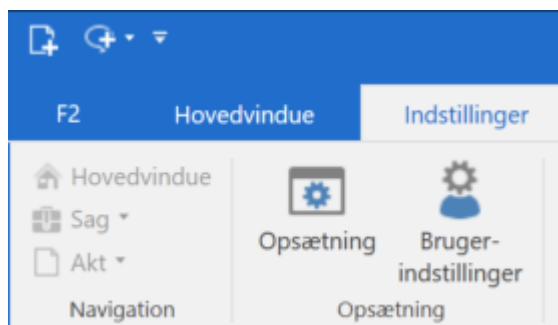 F2 Hovedvindue Indstillinger
Hovedvindue
Sag
Akt
Navigation
Opsætning
Bruger-
indstillinger
Opsætning